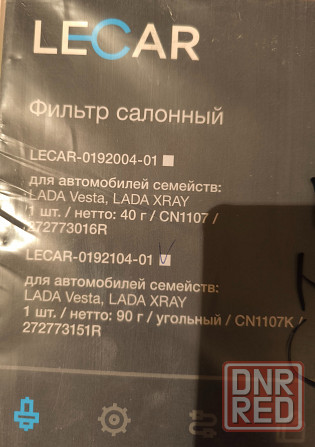 LECAR
Фильтр салонный
LECAR-0192004-01
для автомобилей семейств:
LADA Vesta, LADA XRAY
1 шт. / нетто: 40 г / CN1107 /
272773016R
LECAR-0192104-01
для автомобилей семейств:
LADA Vesta, LADA XRAY
1 шт. / нетто: 90 г / угольный / CN1107K /
272773151R
DNR
RED